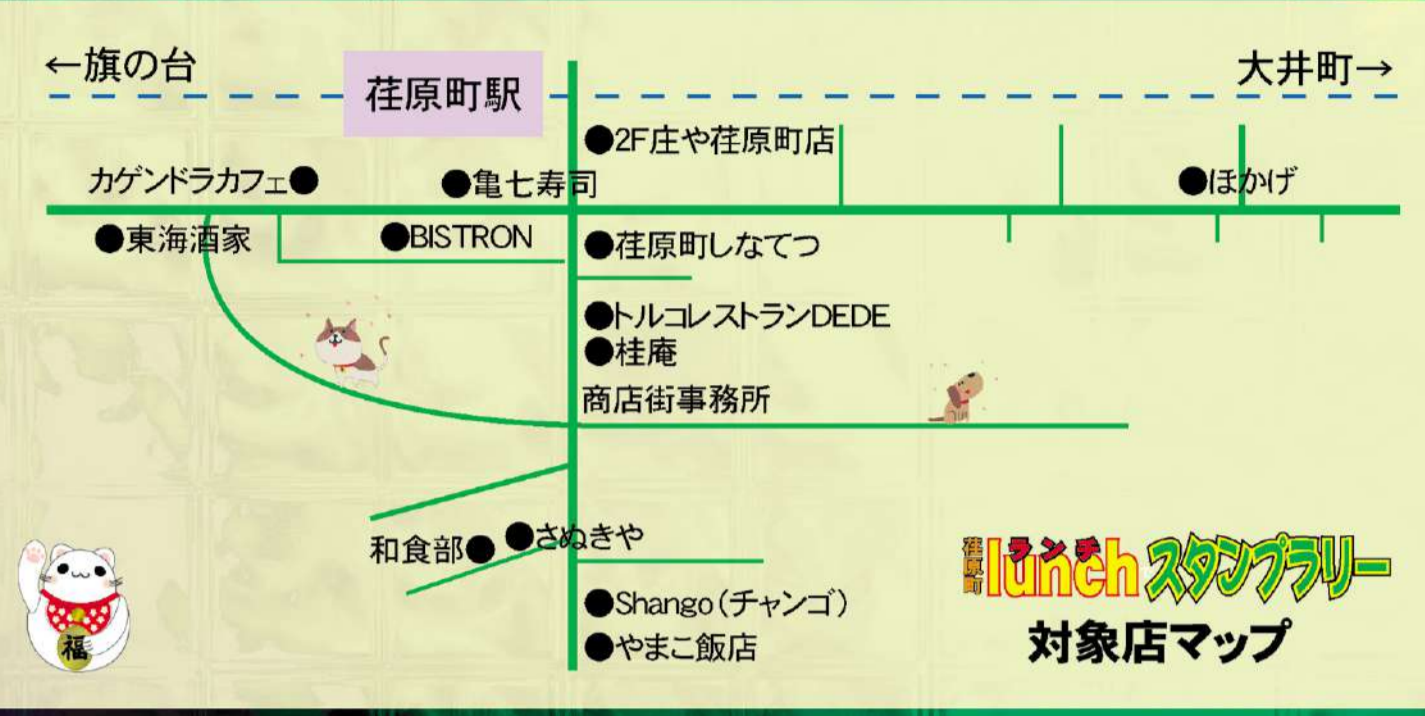 ←旗の台
大井町→
荏原町駅
●2F庄や荏原町店
カゲンドラカフェ●
●亀七寿司
●ほかげ
●東海酒家
●BISTRON
●荏原町しなてつ
●トルコレストランDEDE
●桂庵
商店街事務所
和食部●
●さぬきや
●Shango(チャンゴ)
●やまこ飯店
荏原町
ランチ
lunchスタンプラリー
対象店マップ
福